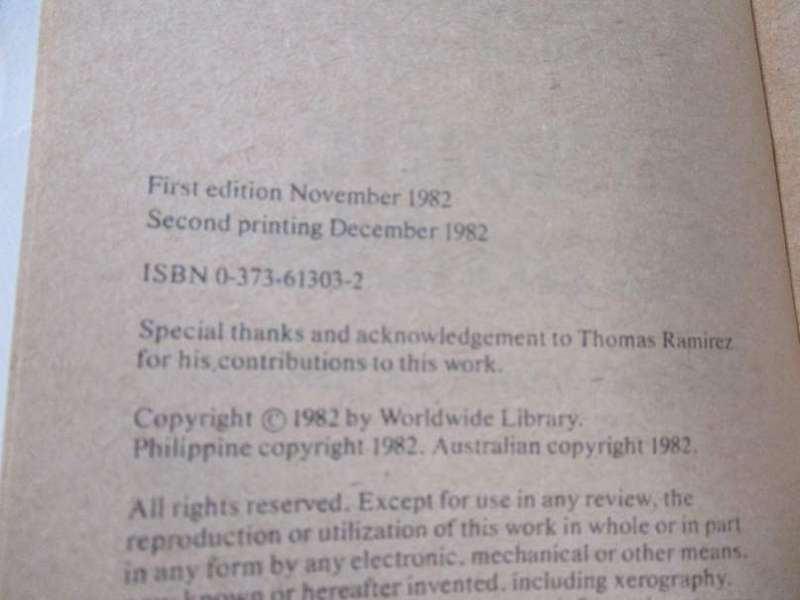 First edition November 1982
Second printing December 1982
ISBN 0-373-61303-2
Special thanks and acknowledgement to Thomas Ramirez
for his contributions to this work.
Copyright © 1982 by Worldwide Library.
Philippine copyright 1982. Australian copyright 1982.
All rights reserved. Except for use in any review, the
reproduction or utilization of this work in whole or in part
in any form by any electronic, mechanical or other means,
known or hereafter invented, including xerography,